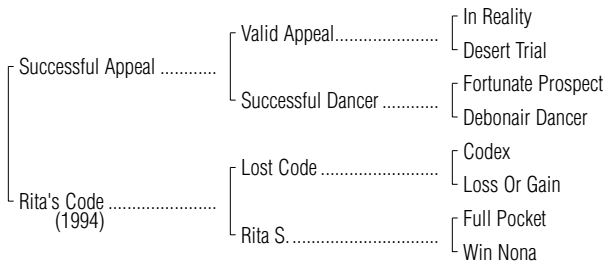 In Reality
Valid Appeal
Desert Trial
Successful Appeal
Fortunate Prospect
Successful Dancer
Debonair Dancer
Codex
Lost Code
Loss Or Gain
Rita's Code
(1994)
Full Pocket
Rita S.
Win Nona